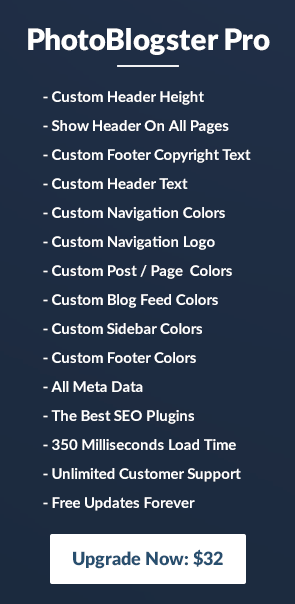 PhotoBlogster Pro
- Custom Header Height
- Show Header On All Pages
- Custom Footer Copyright Text
- Custom Header Text
- Custom Navigation Colors
- Custom Navigation Logo
- Custom Post / Page  Colors
- Custom Blog Feed Colors
- Custom Sidebar Colors
- Custom Footer Colors
- All Meta Data
- The Best SEO Plugins
- 350 Milliseconds Load Time
- Unlimited Customer Support
- Free Updates Forever
Upgrade Now: $32